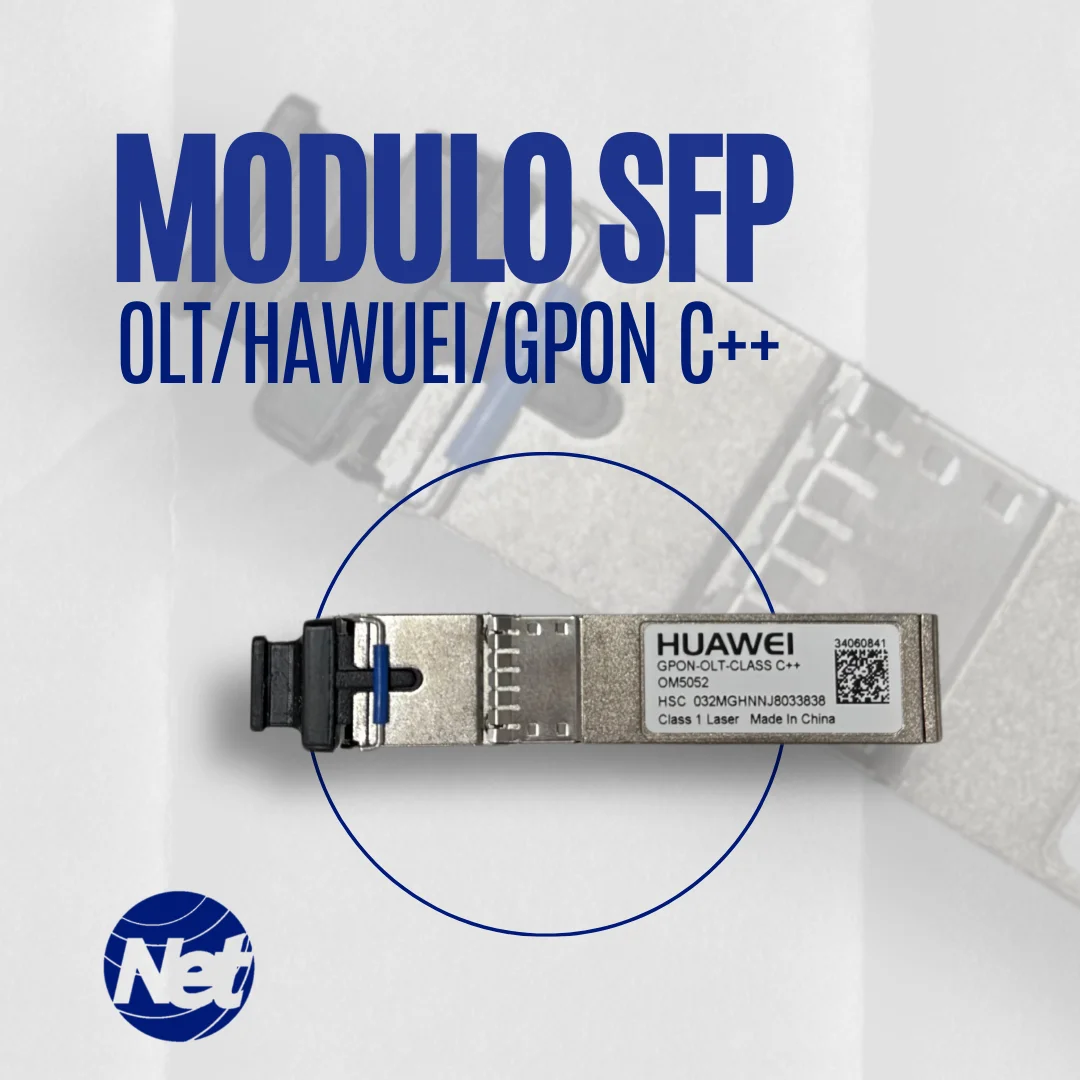 MODULO SFP
OLT/HAWUEI/GPON C++
HUAWEI
34060841
GPON-OLT-CLASS C++
OM5052
HSC 032MGHNNJ8033838
Class 1 Laser Made In China
Net